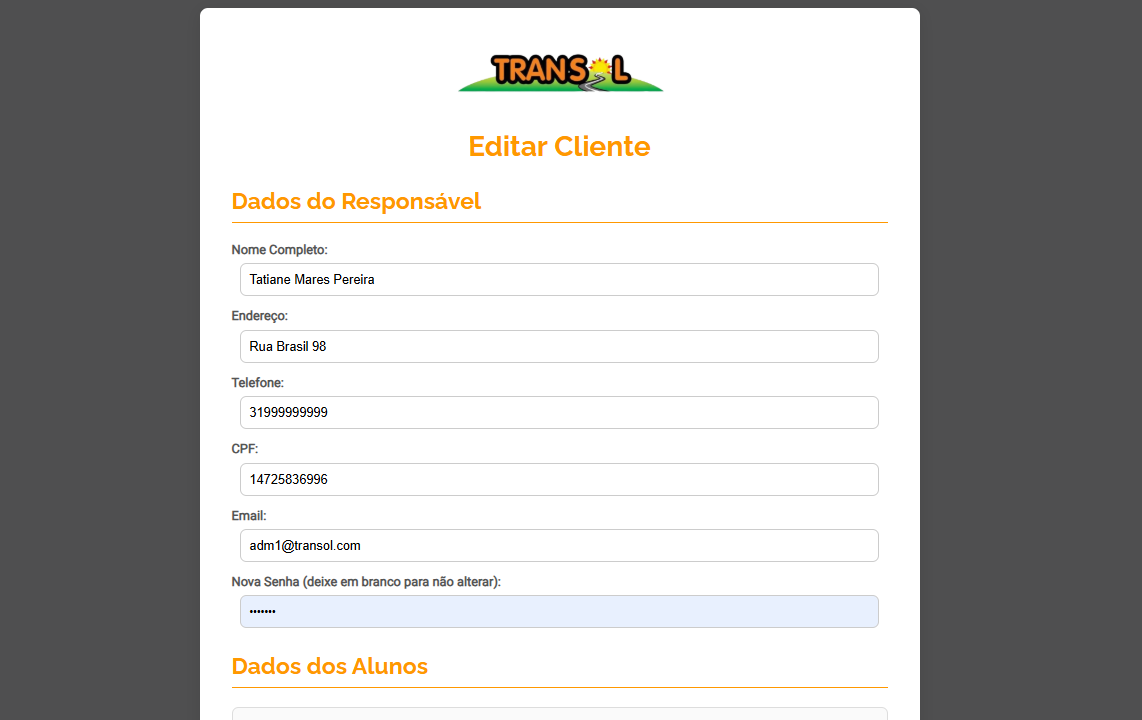 TRANSOL
Editar Cliente
Dados do Responsável
Nome Completo:
Tatiane Mares Pereira
Endereço:
Rua Brasil 98
Telefone:
31999999999
CPF:
14725836996
Email:
adm1@transol.com
Nova Senha (deixe em branco para não alterar):
•••••••
Dados dos Alunos